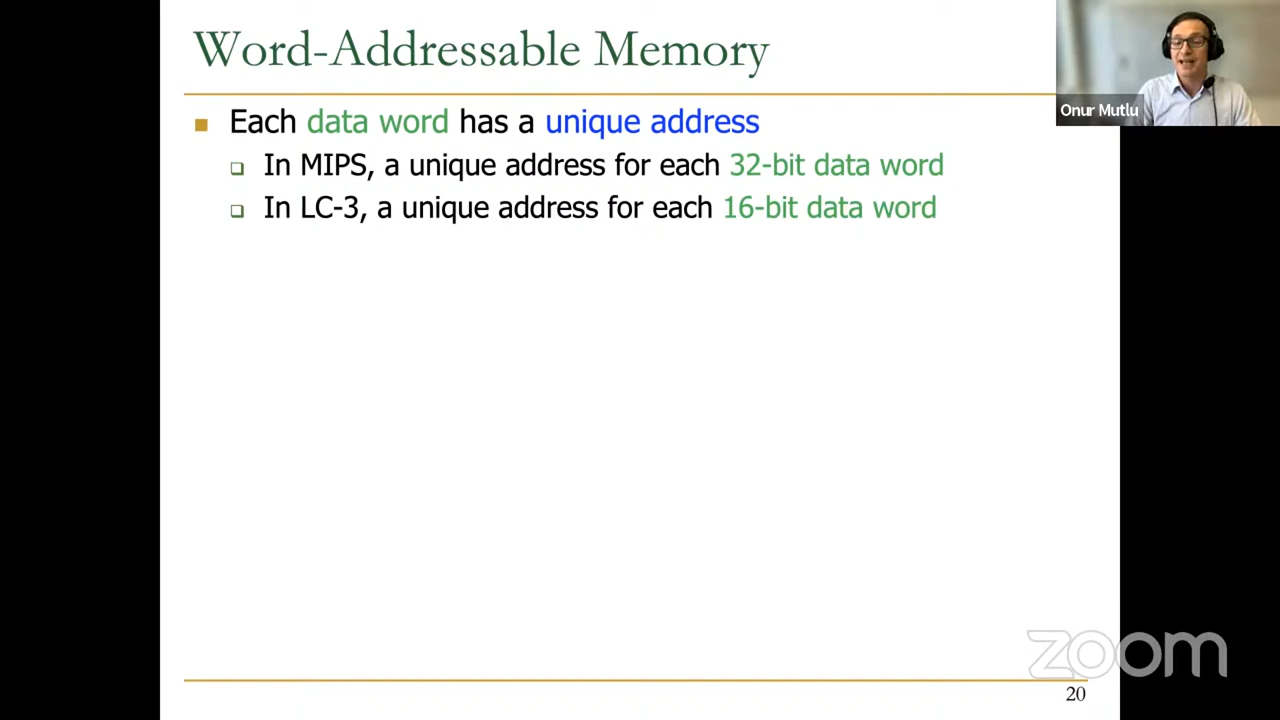 Word-Addressable Memory
Onur Mutlu
Each data word has a unique address
In MIPS, a unique address for each 32-bit data word
In LC-3, a unique address for each 16-bit data word
zoom
20